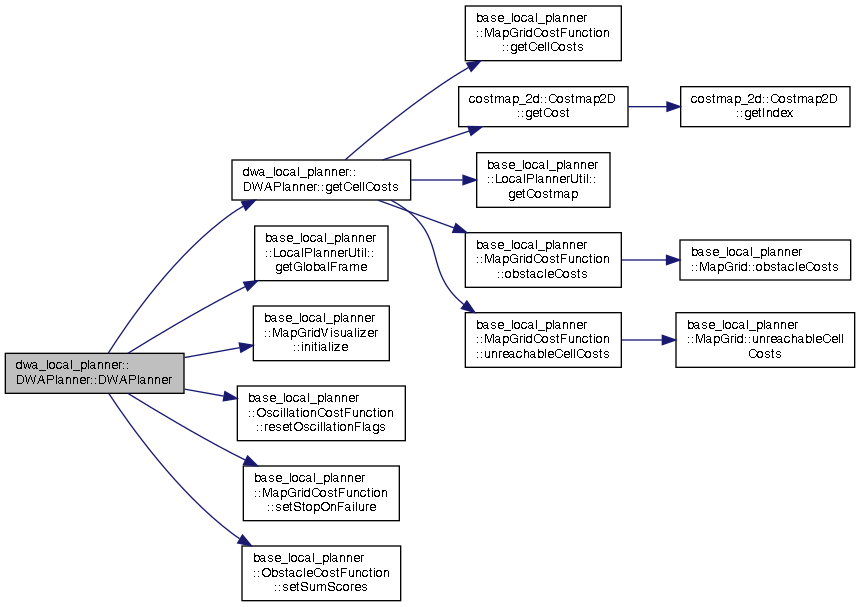 base_local_planner
::MapGridCostFunction
::getCellCosts
costmap_2d::Costmap2D
::getCost
costmap_2d::Costmap2D
::getIndex
dwa_local_planner::
DWAPlanner::getCellCosts
base_local_planner
::LocalPlannerUtil::
getCostmap
base_local_planner
::LocalPlannerUtil::
getGlobalFrame
base_local_planner
::MapGridCostFunction
::obstacleCosts
base_local_planner
::MapGrid::obstacleCosts
base_local_planner
::MapGridVisualizer
::initialize
base_local_planner
::MapGridCostFunction
::unreachableCellCosts
base_local_planner
::MapGrid::unreachableCell
Costs
dwa_local_planner::
DWAPlanner::DWAPlanner
base_local_planner
::OscillationCostFunction
::resetOscillationFlags
base_local_planner
::MapGridCostFunction
::setStopOnFailure
base_local_planner
::ObstacleCostFunction
::setSumScores